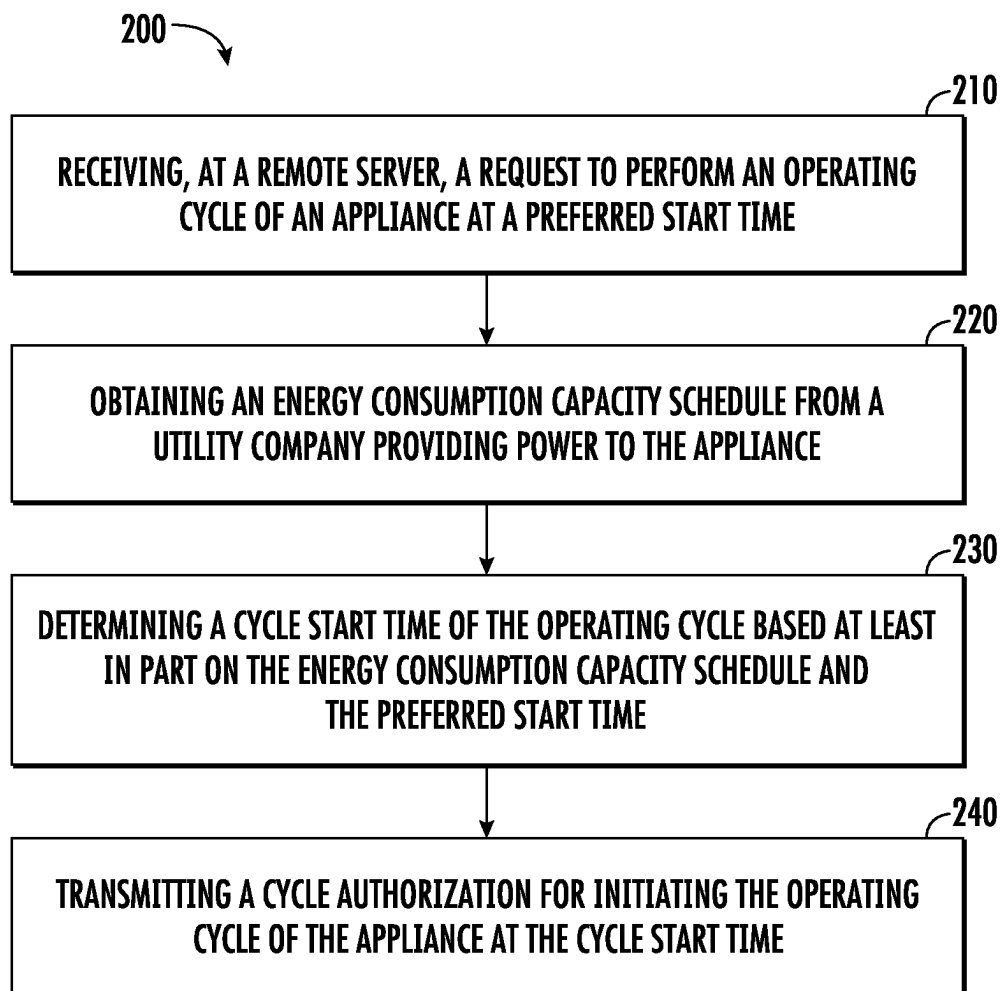 200
210
RECEIVING, AT A REMOTE SERVER, A REQUEST TO PERFORM AN OPERATING
CYCLE OF AN APPLIANCE AT A PREFERRED START TIME
220
OBTAINING AN ENERGY CONSUMPTION CAPACITY SCHEDULE FROM A
UTILITY COMPANY PROVIDING POWER TO THE APPLIANCE
230
DETERMINING A CYCLE START TIME OF THE OPERATING CYCLE BASED AT LEAST
IN PART ON THE ENERGY CONSUMPTION CAPACITY SCHEDULE AND
THE PREFERRED START TIME
240
TRANSMITTING A CYCLE AUTHORIZATION FOR INITIATING THE OPERATING
CYCLE OF THE APPLIANCE AT THE CYCLE START TIME